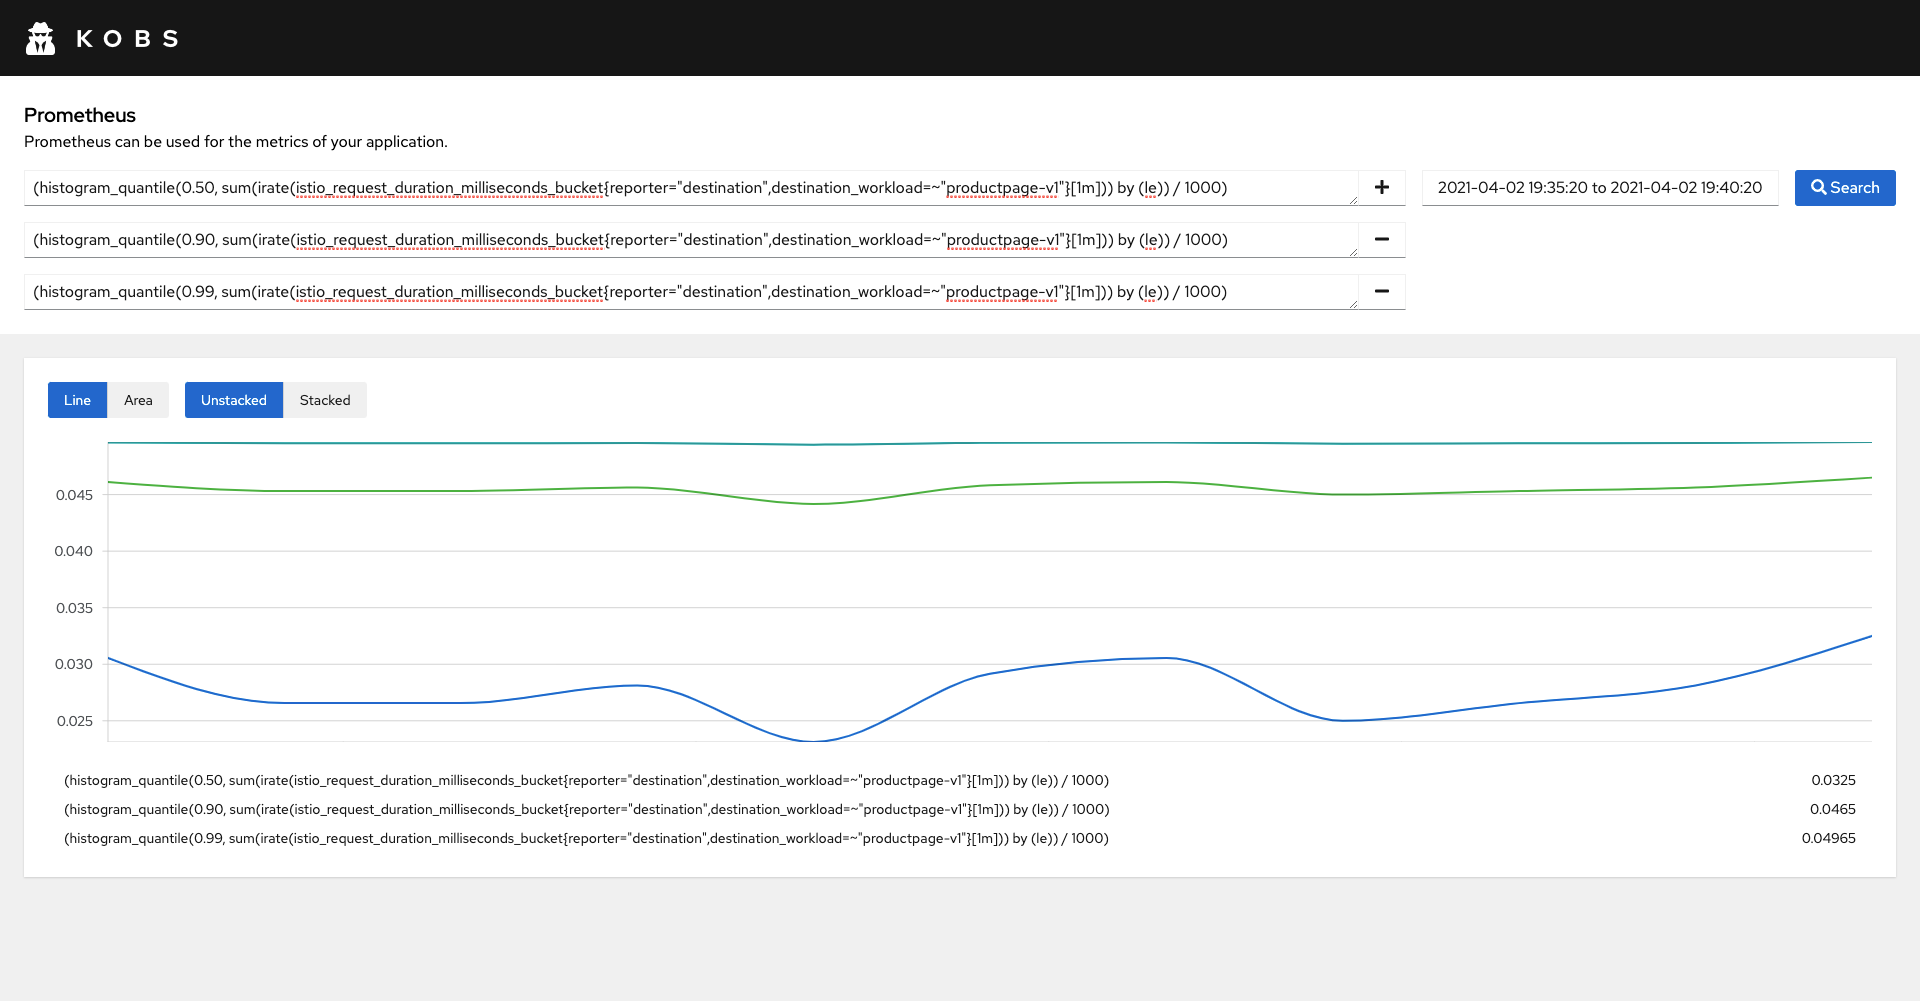 KOBS
Prometheus
Prometheus can be used for the metrics of your application.
(histogram_quantile(0.50, sum(irate(istio_request_duration_milliseconds_bucket{reporter="destination",destination_workload=~"productpage-v1"}[1m])) by (le)) / 1000)
2021-04-02 19:35:20 to 2021-04-02 19:40:20
Search
(histogram_quantile(0.90, sum(irate(istio_request_duration_milliseconds_bucket{reporter="destination",destination_workload=~"productpage-v1"}[1m])) by (le)) / 1000)
(histogram_quantile(0.99, sum(irate(istio_request_duration_milliseconds_bucket{reporter="destination",destination_workload=~"productpage-v1"}[1m])) by (le)) / 1000)
Line Area Unstacked Stacked
0.045
0.040
0.035
0.030
0.025
(histogram_quantile(0.50, sum(irate(istio_request_duration_milliseconds_bucket{reporter="destination",destination_workload=~"productpage-v1"}[1m])) by (le)) / 1000) 0.0325
(histogram_quantile(0.90, sum(irate(istio_request_duration_milliseconds_bucket{reporter="destination",destination_workload=~"productpage-v1"}[1m])) by (le)) / 1000) 0.0465
(histogram_quantile(0.99, sum(irate(istio_request_duration_milliseconds_bucket{reporter="destination",destination_workload=~"productpage-v1"}[1m])) by (le)) / 1000) 0.04965